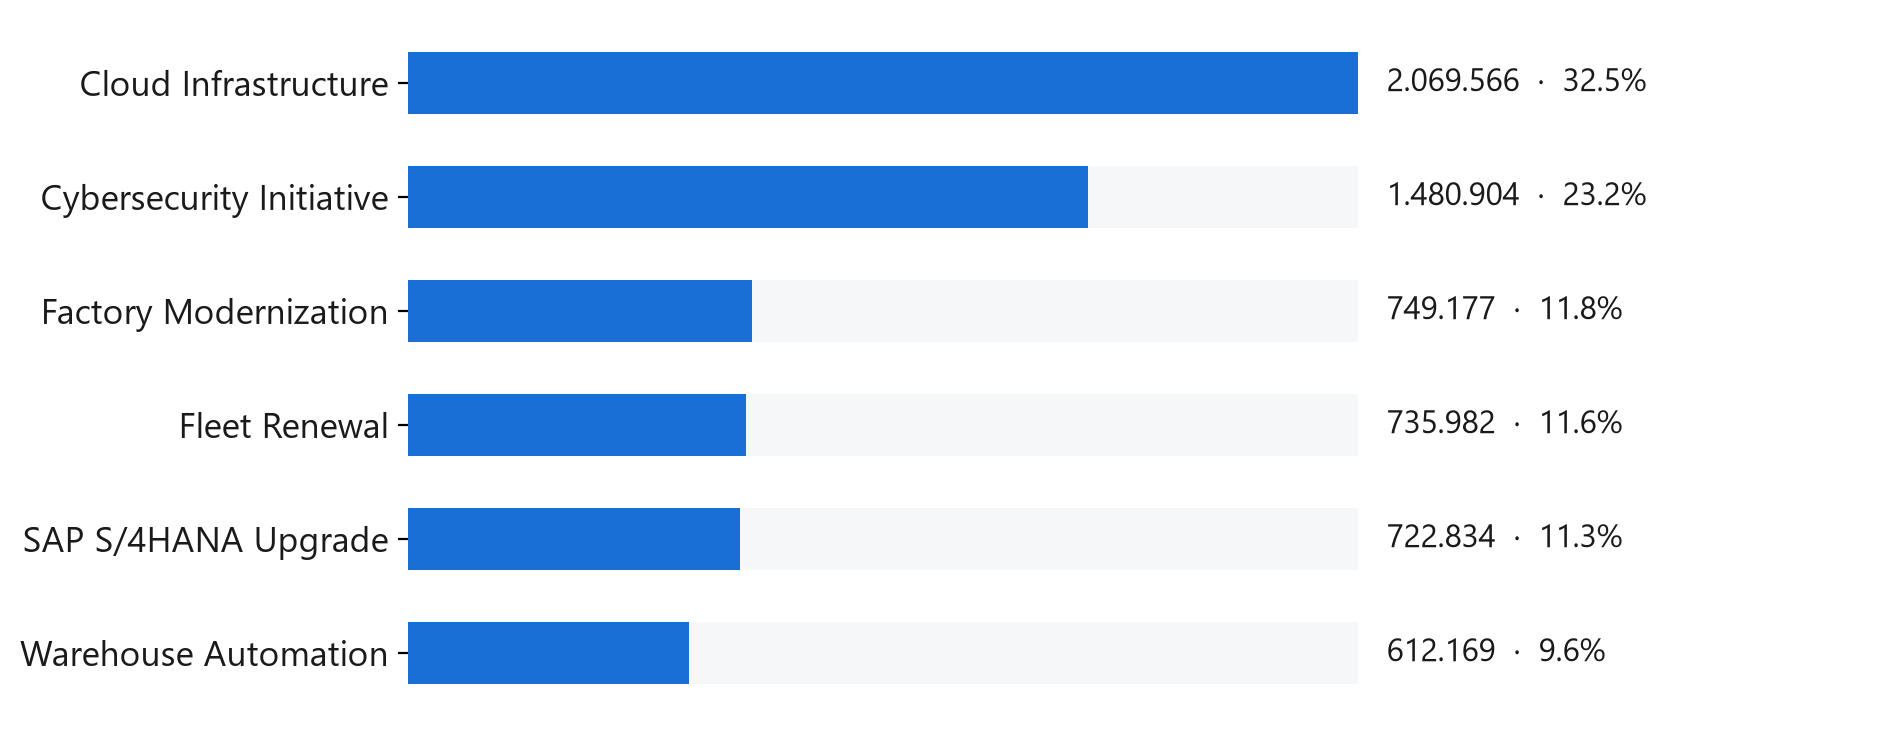 Cloud Infrastructure 2.069.566 · 32.5%
Cybersecurity Initiative 1.480.904 · 23.2%
Factory Modernization 749.177 · 11.8%
Fleet Renewal 735.982 · 11.6%
SAP S/4HANA Upgrade 722.834 · 11.3%
Warehouse Automation 612.169 · 9.6%